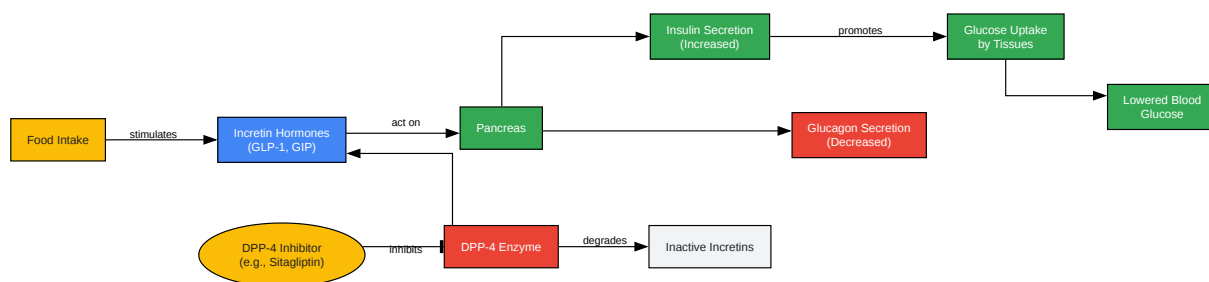 Insulin Secretion
(Increased)
promotes
Glucose Uptake
by Tissues
Lowered Blood
Glucose
Food Intake
stimulates
Incretin Hormones
(GLP-1, GIP)
act on
Pancreas
Glucagon Secretion
(Decreased)
DPP-4 Inhibitor
(e.g., Sitagliptin)
inhibits
DPP-4 Enzyme
degrades
Inactive Incretins